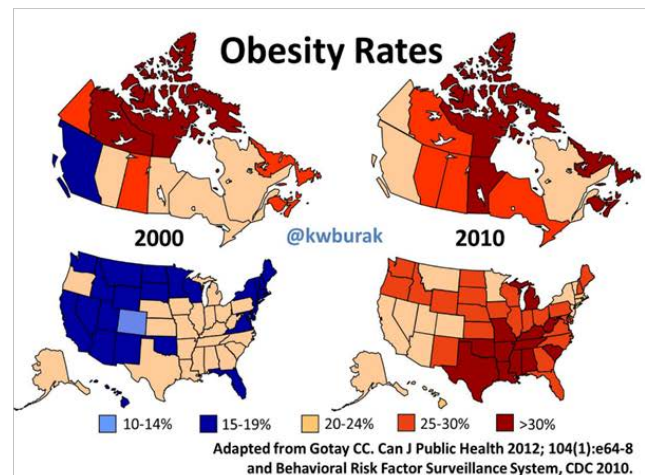 Obesity Rates
2000 @kwburak 2010
10-14% 15-19% 20-24% 25-30% >30%
Adapted from Gotay CC. Can J Public Health 2012; 104(1):e64-8
and Behavioral Risk Factor Surveillance System, CDC 2010.